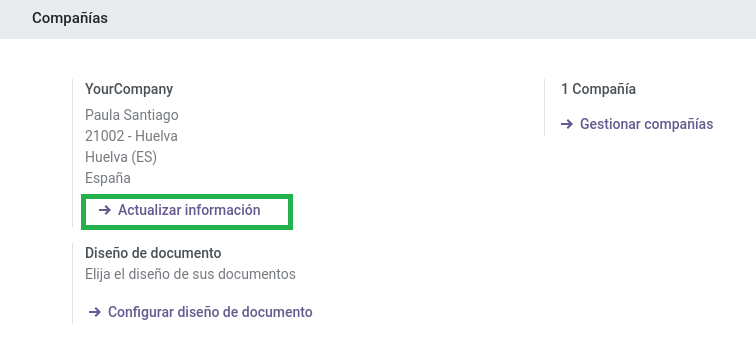 Compañías
YourCompany
Paula Santiago
21002 - Huelva
Huelva (ES)
España
→ Actualizar información
Diseño de documento
Elija el diseño de sus documentos
→ Configurar diseño de documento
1 Compañía
→ Gestionar compañías